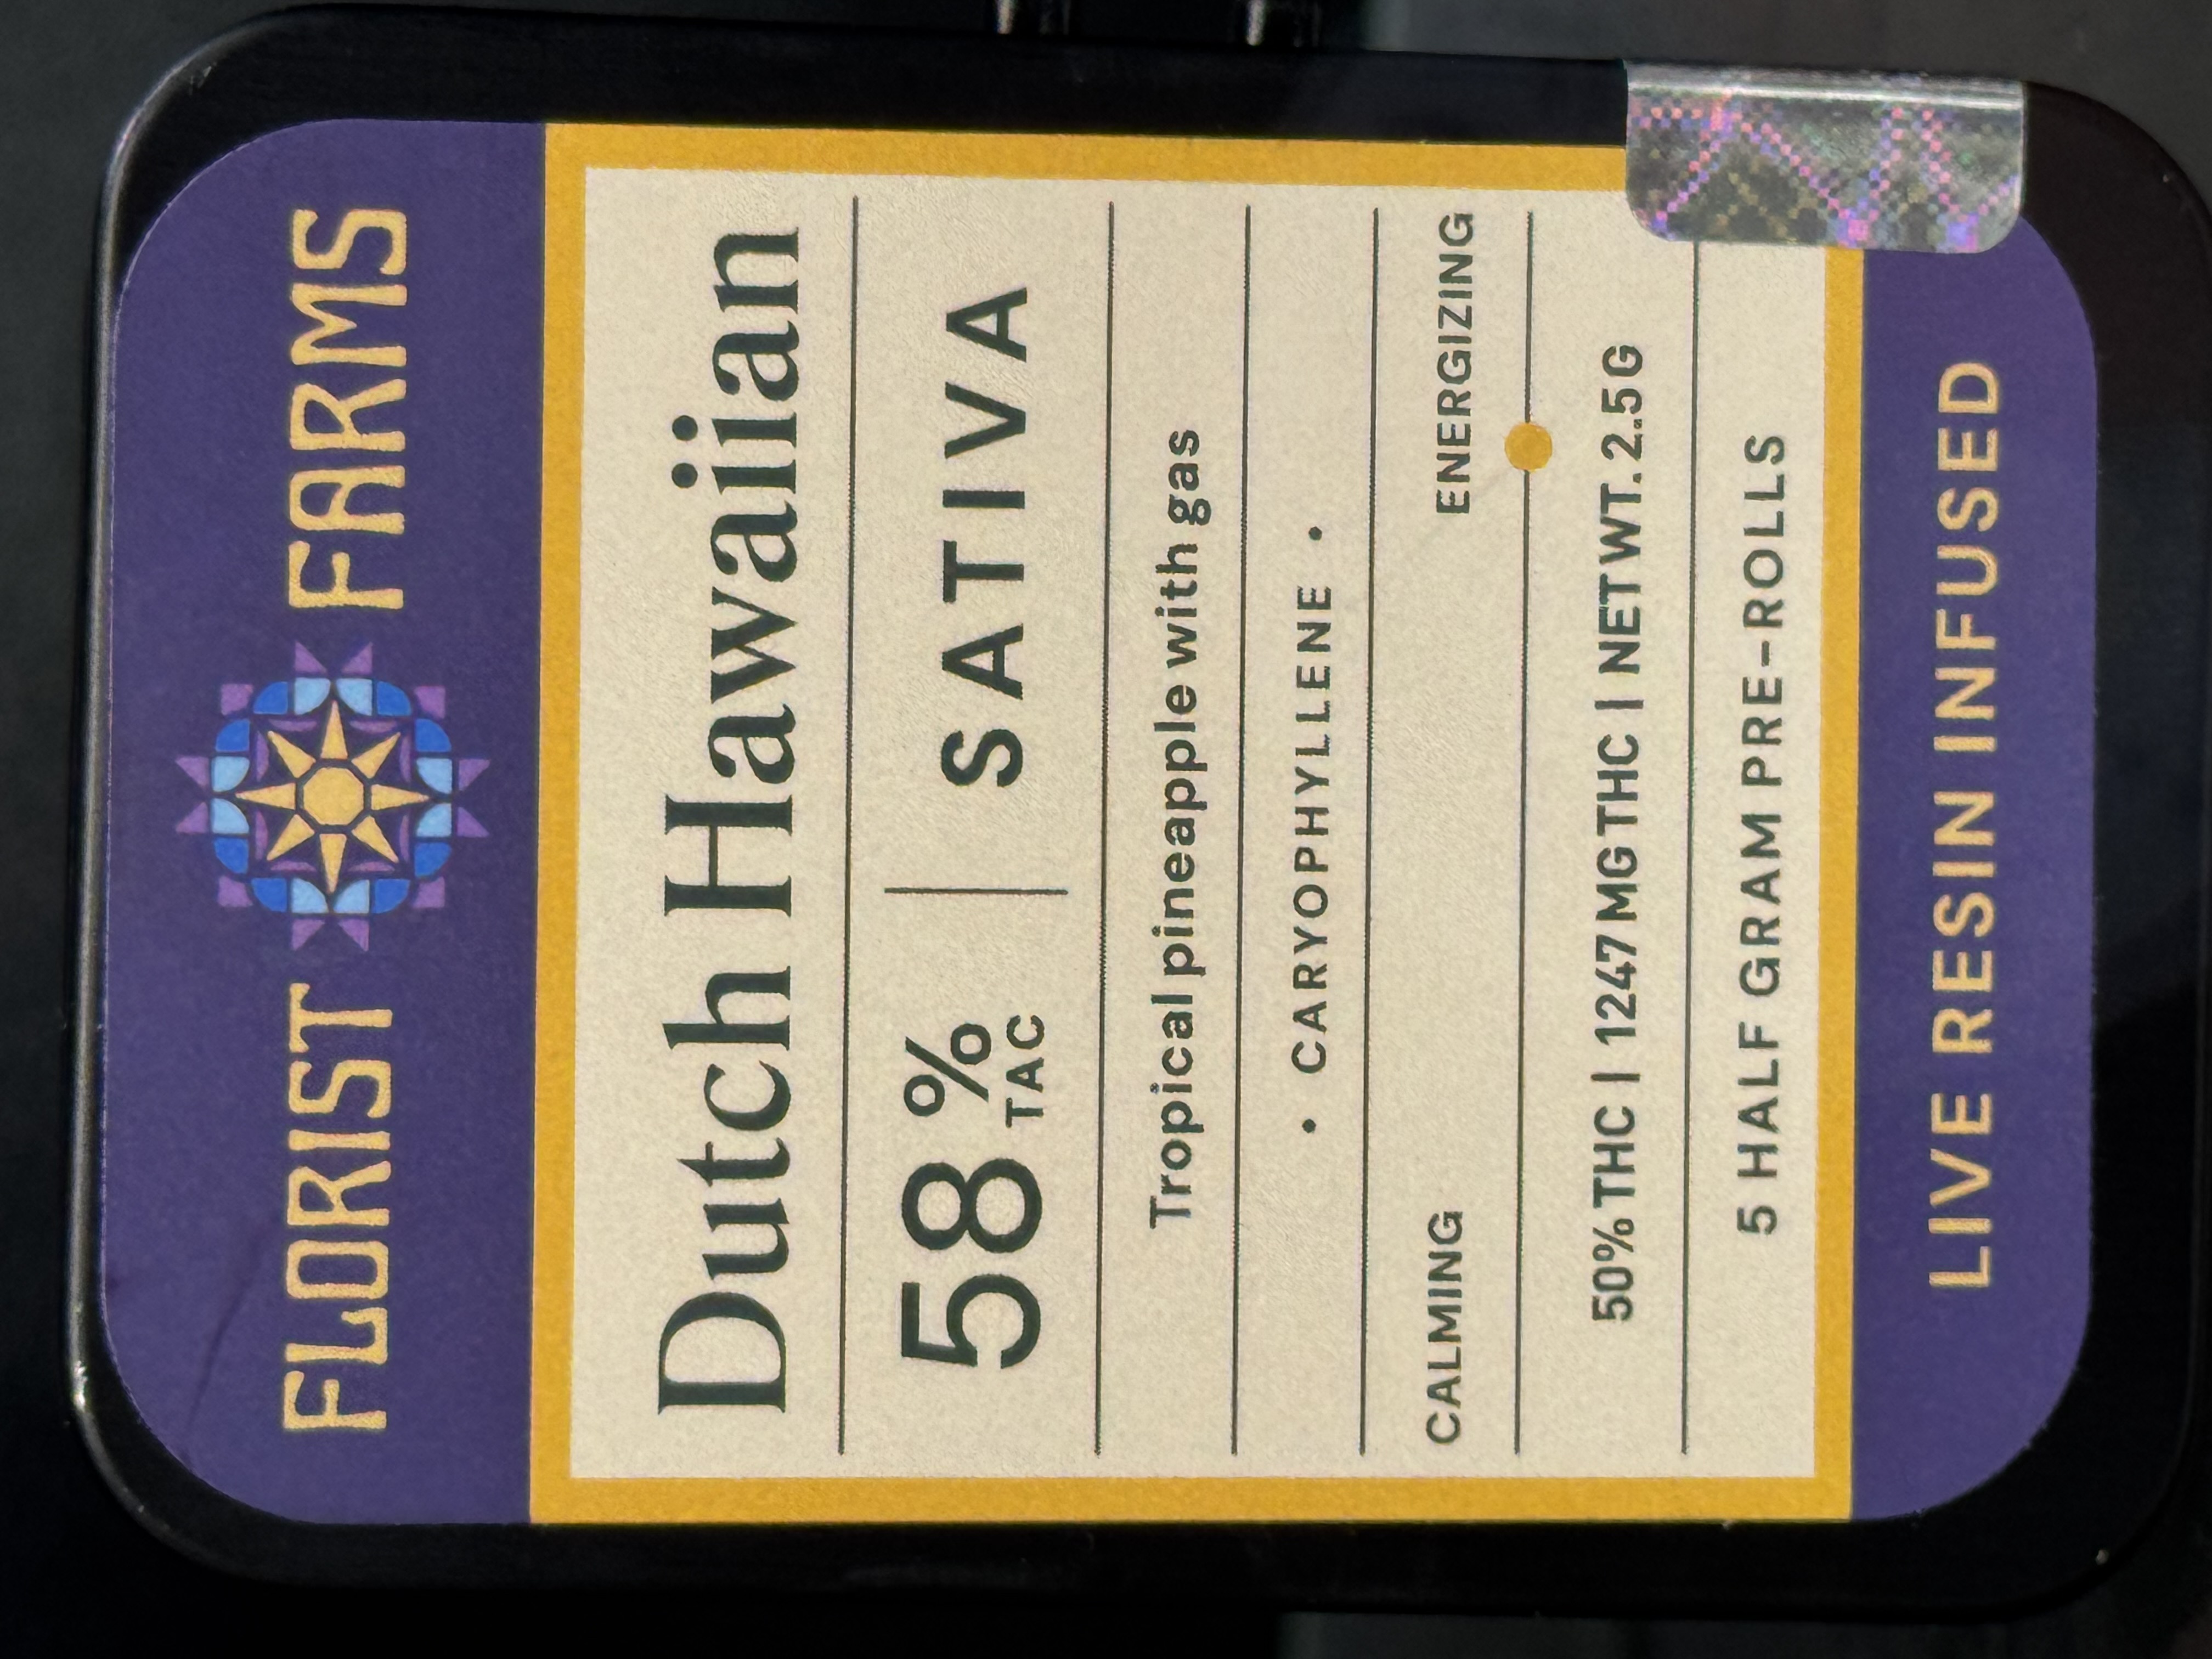 FLORIST FARMS
Dutch Hawaiian
58% TAC | SATIVA
Tropical pineapple with gas
• CARYOPHYLLENE •
CALMING ENERGIZING
50% THC | 1247 MG THC | NET WT. 2.5G
5 HALF GRAM PRE-ROLLS
LIVE RESIN INFUSED